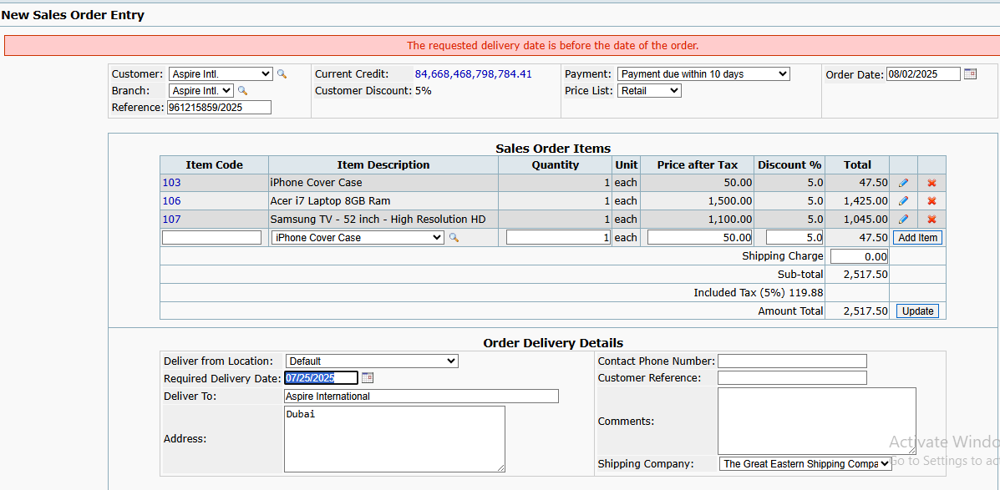 New Sales Order Entry
The requested delivery date is before the date of the order.
Customer: Aspire Intl. Current Credit: 84,668,468,798,784.41 Payment: Payment due within 10 days Order Date: 08/02/2025
Branch: Aspire Intl. Customer Discount: 5% Price List: Retail
Reference: 961215859/2025
Sales Order Items
Item Code Item Description Quantity Unit Price after Tax Discount % Total
103 iPhone Cover Case 1 each 50.00 5.0 47.50
106 Acer i7 Laptop 8GB Ram 1 each 1,500.00 5.0 1,425.00
107 Samsung TV - 52 inch - High Resolution HD 1 each 1,100.00 5.0 1,045.00
iPhone Cover Case 1 each 50.00 5.0 47.50 Add Item
Shipping Charge 0.00
Sub-total 2,517.50
Included Tax (5%) 119.88
Amount Total 2,517.50 Update
Order Delivery Details
Deliver from Location: Default Contact Phone Number:
Required Delivery Date: 07/25/2025 Customer Reference:
Deliver To: Aspire International
Address: Dubai Comments:
Shipping Company: The Great Eastern Shipping Compa
Activate Windo
Go to Settings to ac